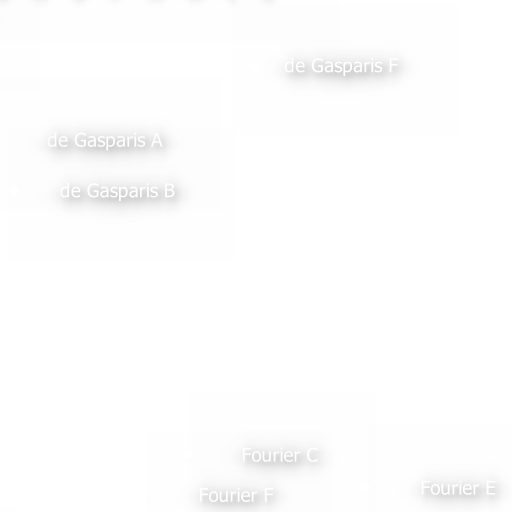 de Gasparis F
de Gasparis A
de Gasparis B
Fourier C
Fourier E
Fourier F